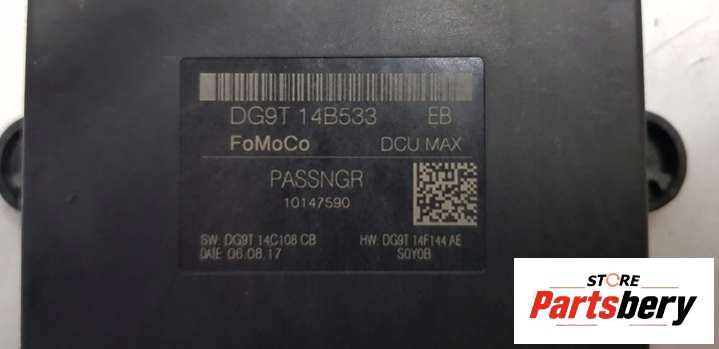 DG9T 14B533 EB
FoMoCo DCU MAX
PASSNGR
10147590
SW: DG9T 14C108 CB HW: DG9T 14F144 AE
DATE: 06.08.17 S0Y0B
STORE
Partsbery